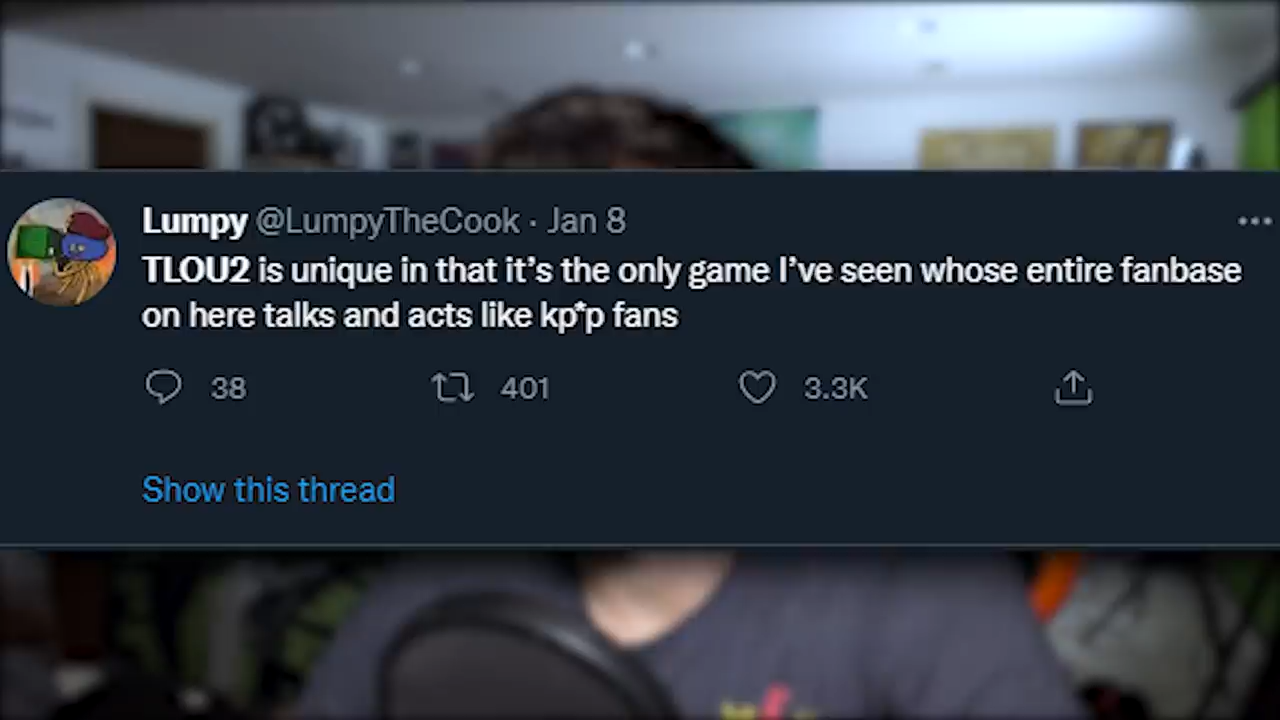 Lumpy @LumpyTheCook · Jan 8
TLOU2 is unique in that it’s the only game I’ve seen whose entire fanbase
on here talks and acts like kp*p fans
38 401 3.3K
Show this thread